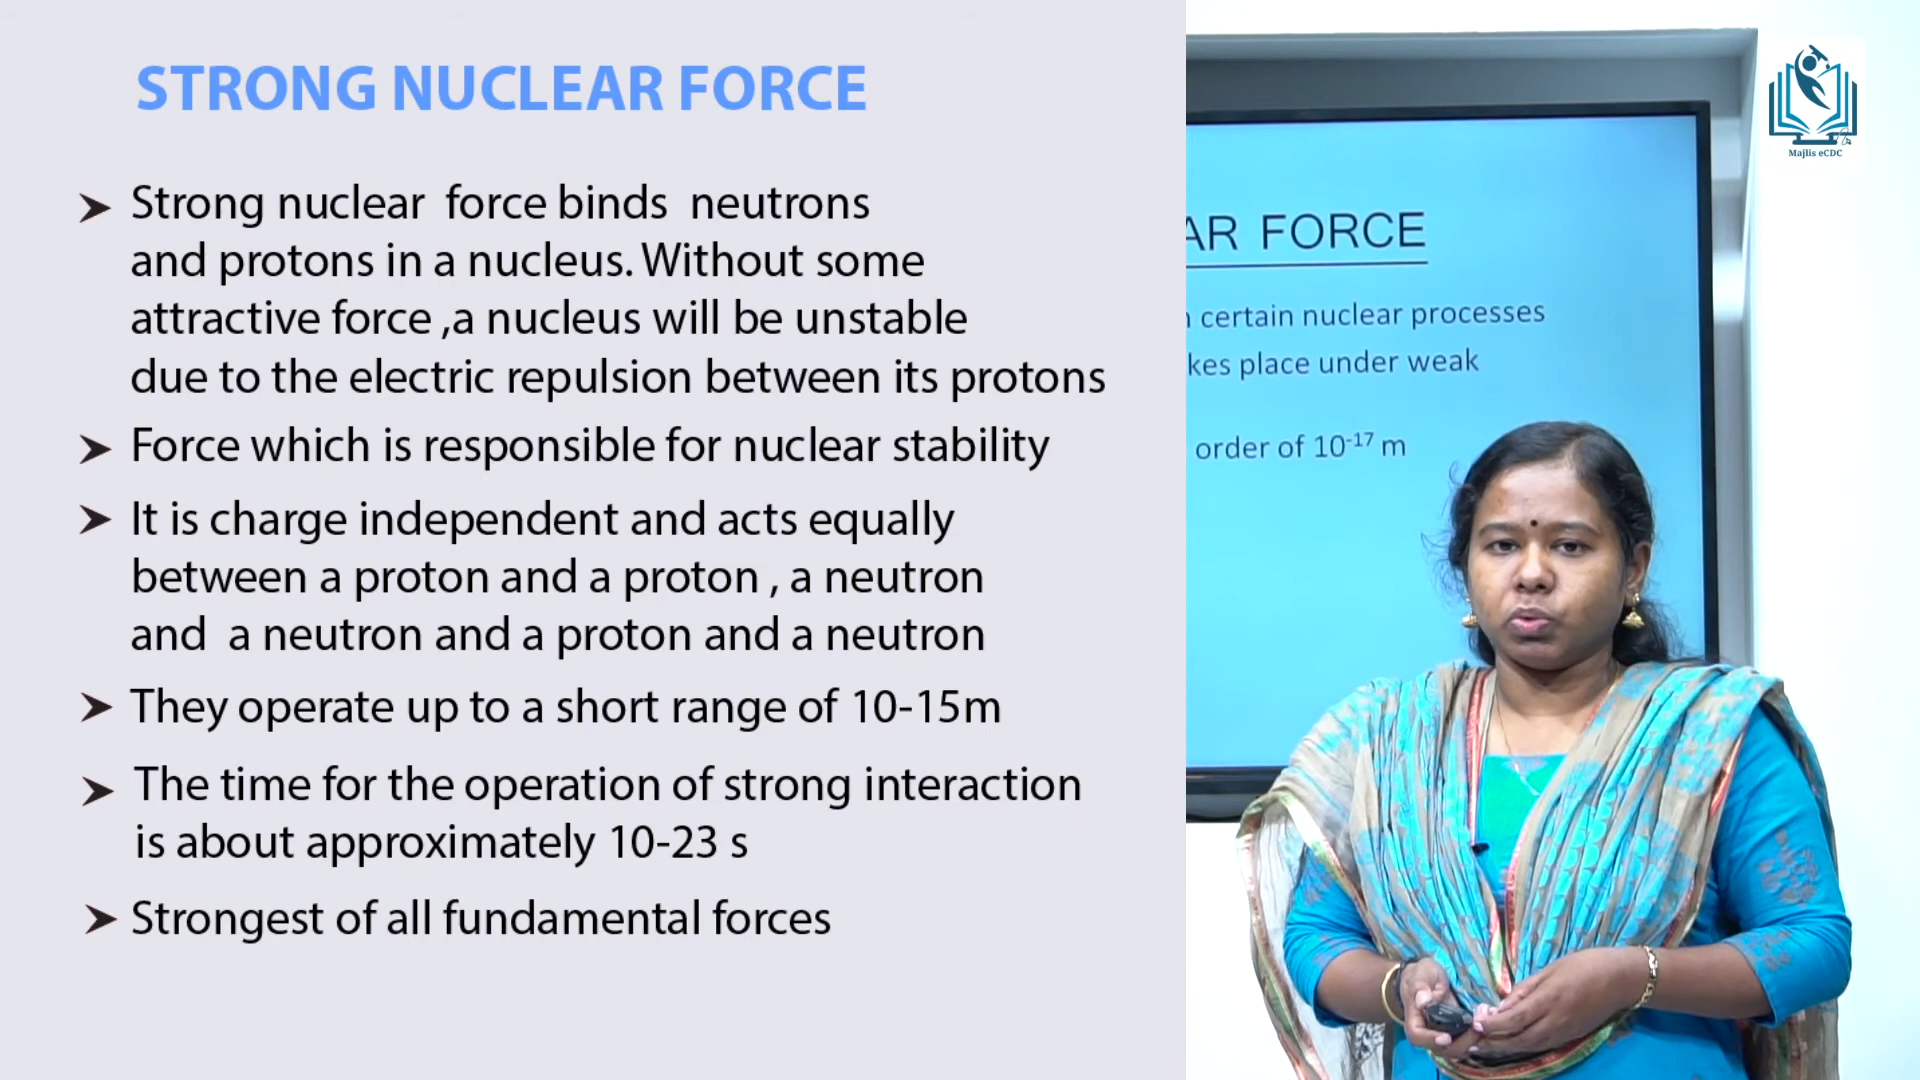 STRONG NUCLEAR FORCE
➤ Strong nuclear force binds neutrons
and protons in a nucleus. Without some
attractive force ,a nucleus will be unstable
due to the electric repulsion between its protons
➤ Force which is responsible for nuclear stability
➤ It is charge independent and acts equally
between a proton and a proton , a neutron
and a neutron and a proton and a neutron
➤ They operate up to a short range of 10-15m
➤ The time for the operation of strong interaction
is about approximately 10-23 s
➤ Strongest of all fundamental forces
AR FORCE
certain nuclear processes
kes place under weak
order of 10⁻¹⁷ m
Majlis eCDC